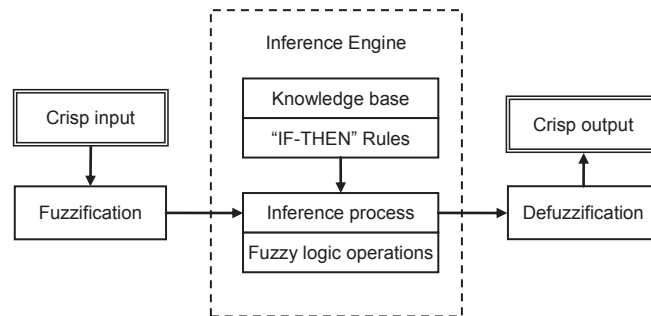 Inference Engine
Knowledge base
“IF-THEN” Rules
Crisp input
Crisp output
Fuzzification
Inference process
Defuzzification
Fuzzy logic operations